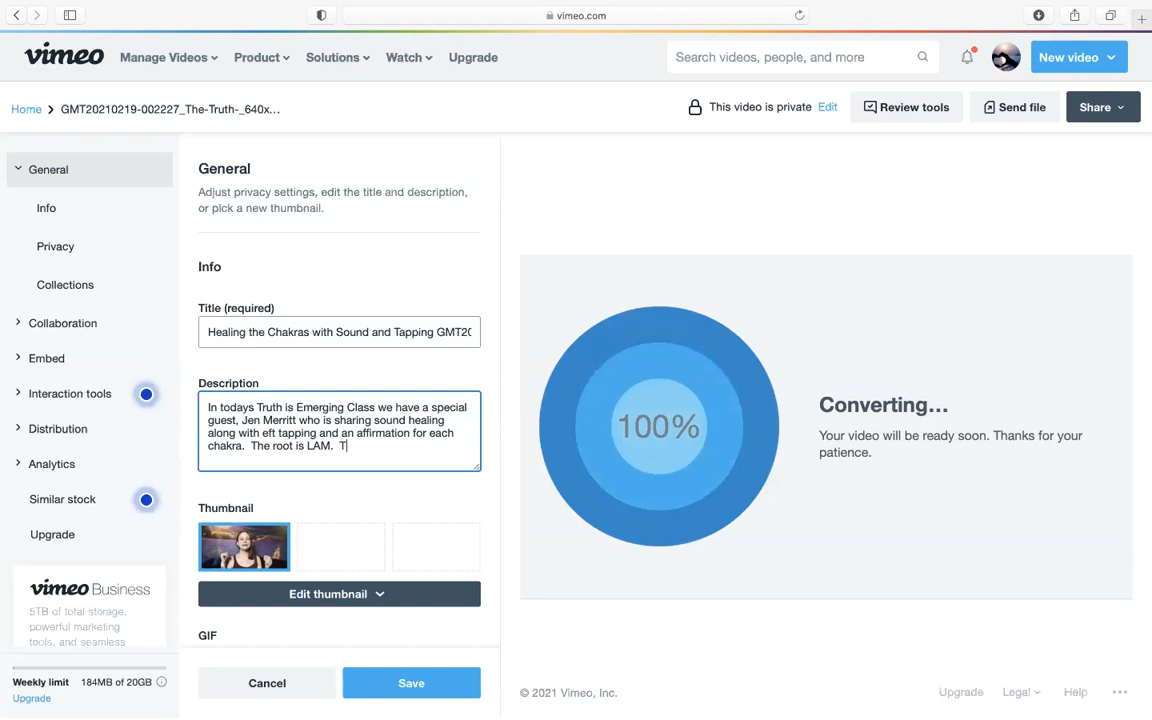 vimeo.com
vimeo Manage Videos Product Solutions Watch Upgrade Search videos, people, and more New video
Home GMT20210219-002227_The-Truth-_640x... This video is private Edit Review tools Send file Share
General
Info
Privacy
Collections
Collaboration
Embed
Interaction tools
Distribution
Analytics
Similar stock
Upgrade
vimeo Business
5TB of total storage,
powerful marketing
tools, and seamless
Weekly limit 184MB of 20GB
Upgrade
General
Adjust privacy settings, edit the title and description,
or pick a new thumbnail.
Info
Title (required)
Healing the Chakras with Sound and Tapping GMT20
Description
In todays Truth is Emerging Class we have a special
guest, Jen Merritt who is sharing sound healing
along with eft tapping and an affirmation for each
chakra.  The root is LAM.  T
Thumbnail
Edit thumbnail
GIF
Cancel Save
100%
Converting...
Your video will be ready soon. Thanks for your
patience.
© 2021 Vimeo, Inc. Upgrade Legal Help